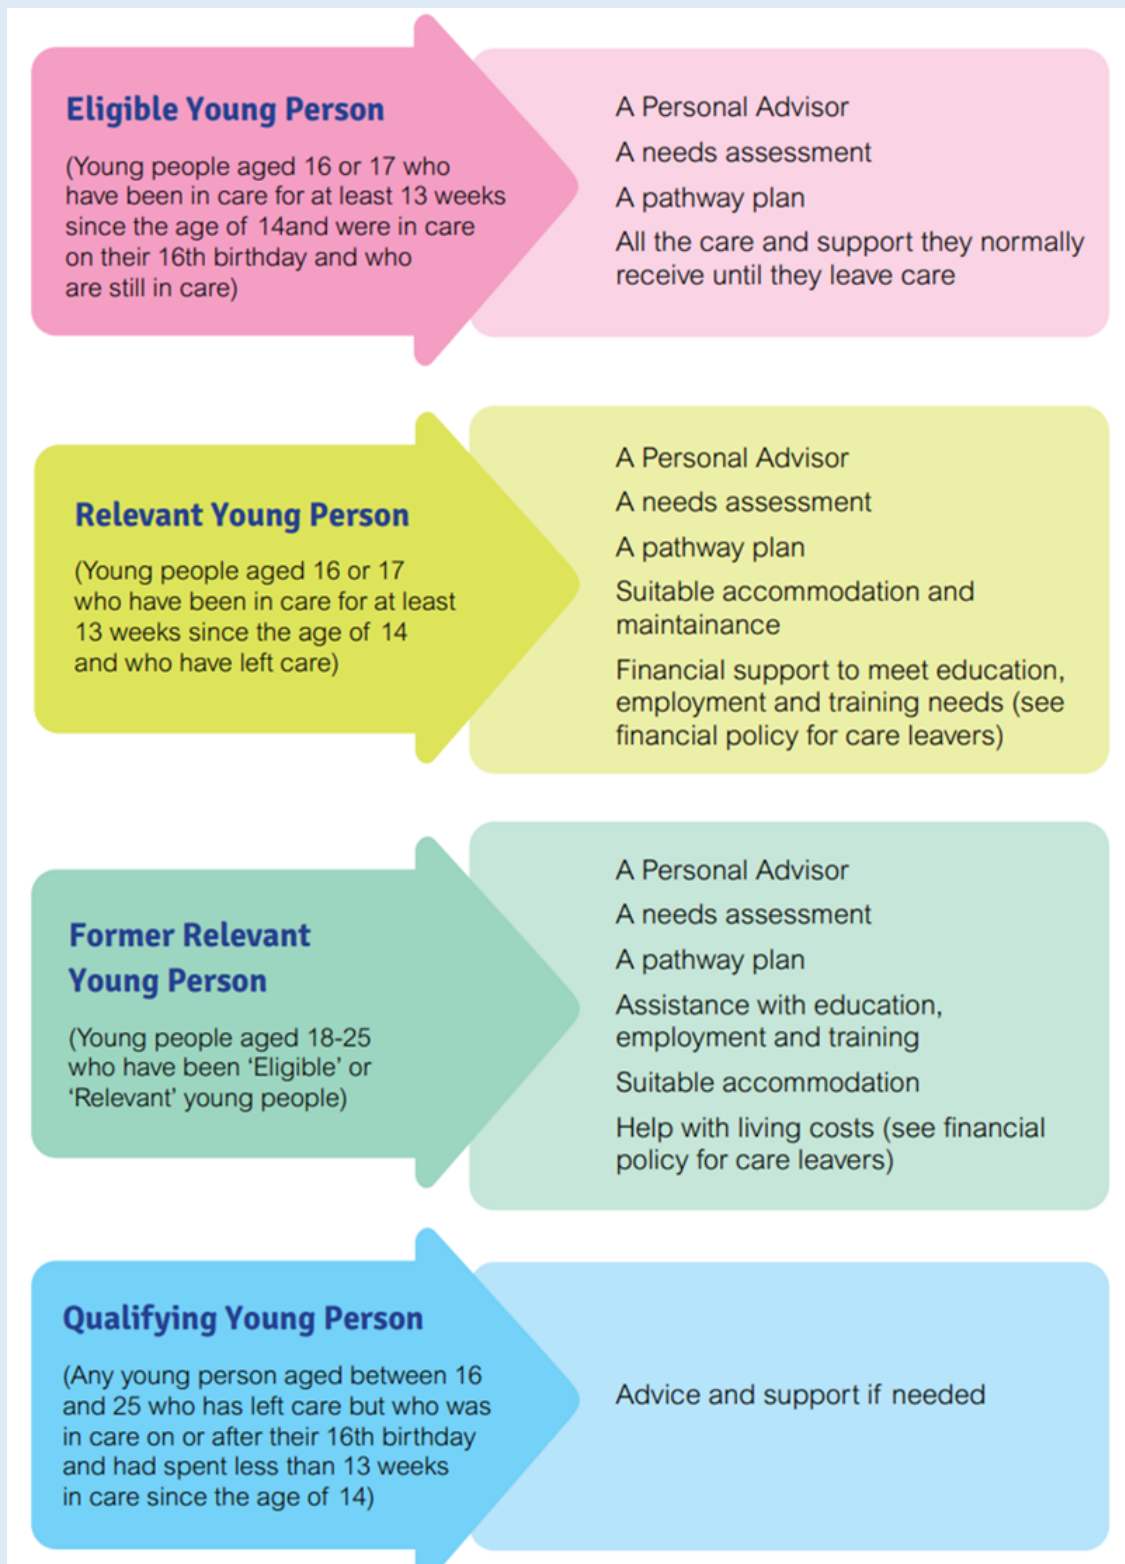 Eligible Young Person
(Young people aged 16 or 17 who
have been in care for at least 13 weeks
since the age of 14and were in care
on their 16th birthday and who
are still in care)
A Personal Advisor
A needs assessment
A pathway plan
All the care and support they normally
receive until they leave care
Relevant Young Person
(Young people aged 16 or 17
who have been in care for at least
13 weeks since the age of 14
and who have left care)
A Personal Advisor
A needs assessment
A pathway plan
Suitable accommodation and
maintainance
Financial support to meet education,
employment and training needs (see
financial policy for care leavers)
Former Relevant
Young Person
(Young people aged 18-25
who have been ‘Eligible’ or
‘Relevant’ young people)
A Personal Advisor
A needs assessment
A pathway plan
Assistance with education,
employment and training
Suitable accommodation
Help with living costs (see financial
policy for care leavers)
Qualifying Young Person
(Any young person aged between 16
and 25 who has left care but who was
in care on or after their 16th birthday
and had spent less than 13 weeks
in care since the age of 14)
Advice and support if needed